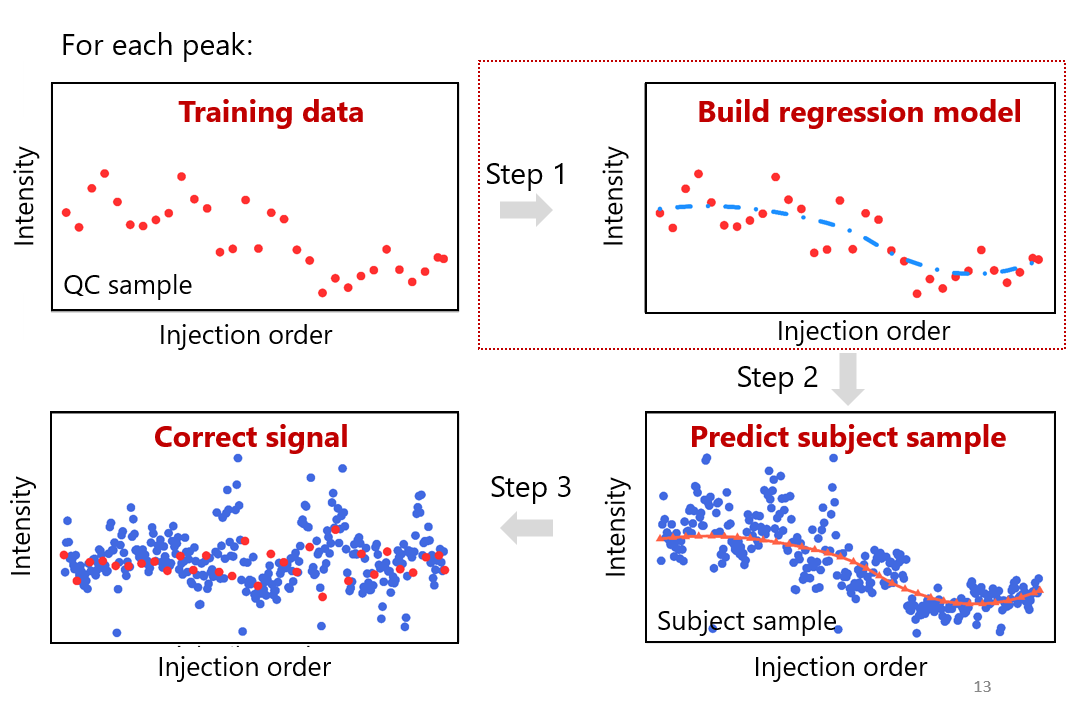 For each peak:
Training data
Intensity
QC sample
Injection order
Step 1
Build regression model
Intensity
Injection order
Step 2
Predict subject sample
Intensity
Subject sample
Injection order
Step 3
Correct signal
Intensity
Injection order
13